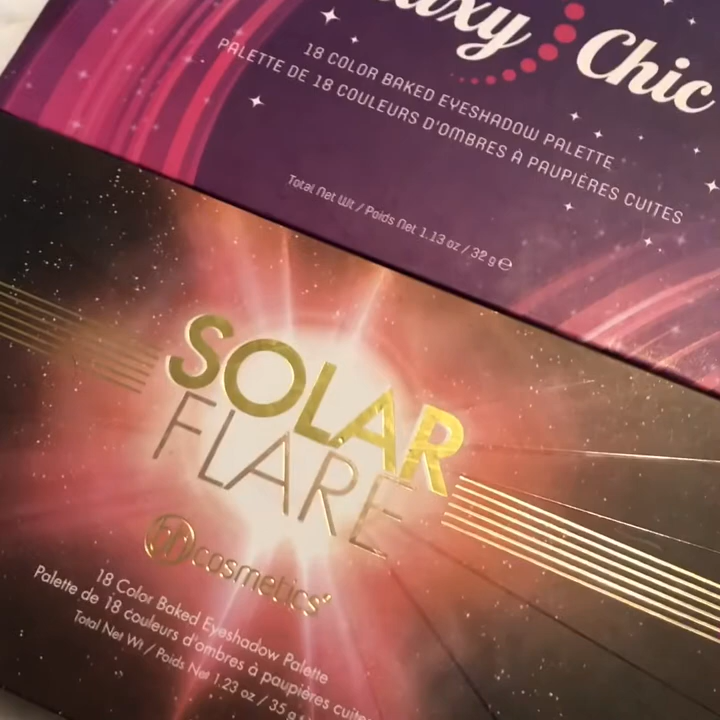 Chic
18 COLOR BAKED EYESHADOW PALETTE
PALETTE DE 18 COULEURS D'OMBRES À PAUPIÈRES CUITES
Total Net Wt / Poids Net 1.13 oz / 32 g ℮
SOLAR
FLARE
bh cosmetics®
18 Color Baked Eyeshadow Palette
Palette de 18 couleurs d'ombres à paupières cuites
Total Net Wt / Poids Net 1.23 oz / 35 g